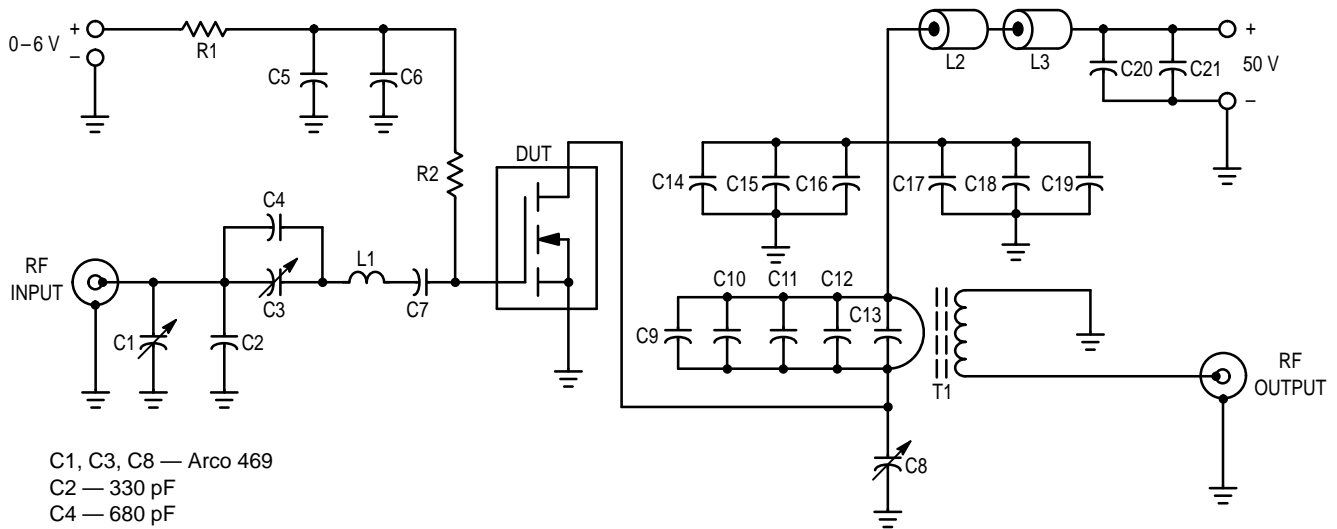 +
0–6 V
–
R1
C5
C6
L2
L3
+
C20
C21
50 V
–
R2
DUT
C14
C15
C16
C17
C18
C19
C4
RF
INPUT
L1
C3
C7
C1
C2
C10
C11
C12
C13
C9
T1
RF
OUTPUT
C8
C1, C3, C8 — Arco 469
C2 — 330 pF
C4 — 680 pF